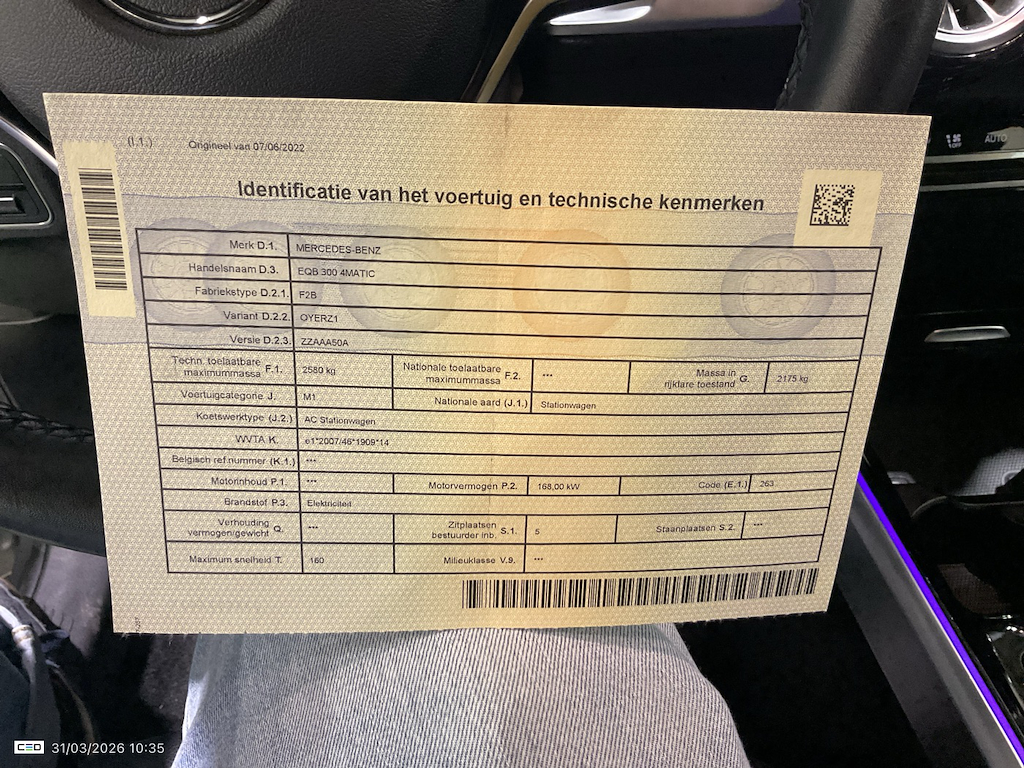 OFF AUTO
(I.1.) Origineel van 07/06/2022
Identificatie van het voertuig en technische kenmerken
Merk D.1. MERCEDES-BENZ
Handelsnaam D.3. EQB 300 4MATIC
Fabriekstype D.2.1. F2B
Variant D.2.2. OYERZ1
Versie D.2.3. ZZAAA50A
Techn. toelaatbare maximummassa F.1. 2580 kg Nationale toelaatbare maximummassa F.2. *** Massa in rijklare toestand G. 2175 kg
Voertuigcategorie J. M1 Nationale aard (J.1.) Stationwagen
Koetswerktype (J.2.) AC Stationwagen
WVTA K. e1*2007/46*1909*14
Belgisch ref.nummer (K.1.) ***
Motorinhoud P.1. *** Motorvermogen P.2. 168,00 kW Code (E.1.) 263
Brandstof P.3. Elektriciteit
Verhouding vermogen/gewicht Q. *** Zitplaatsen bestuurder inb. S.1. 5 Staanplaatsen S.2. ***
Maximum snelheid T. 160 Milieuklasse V.9. ***
CEO 31/03/2026 10:35